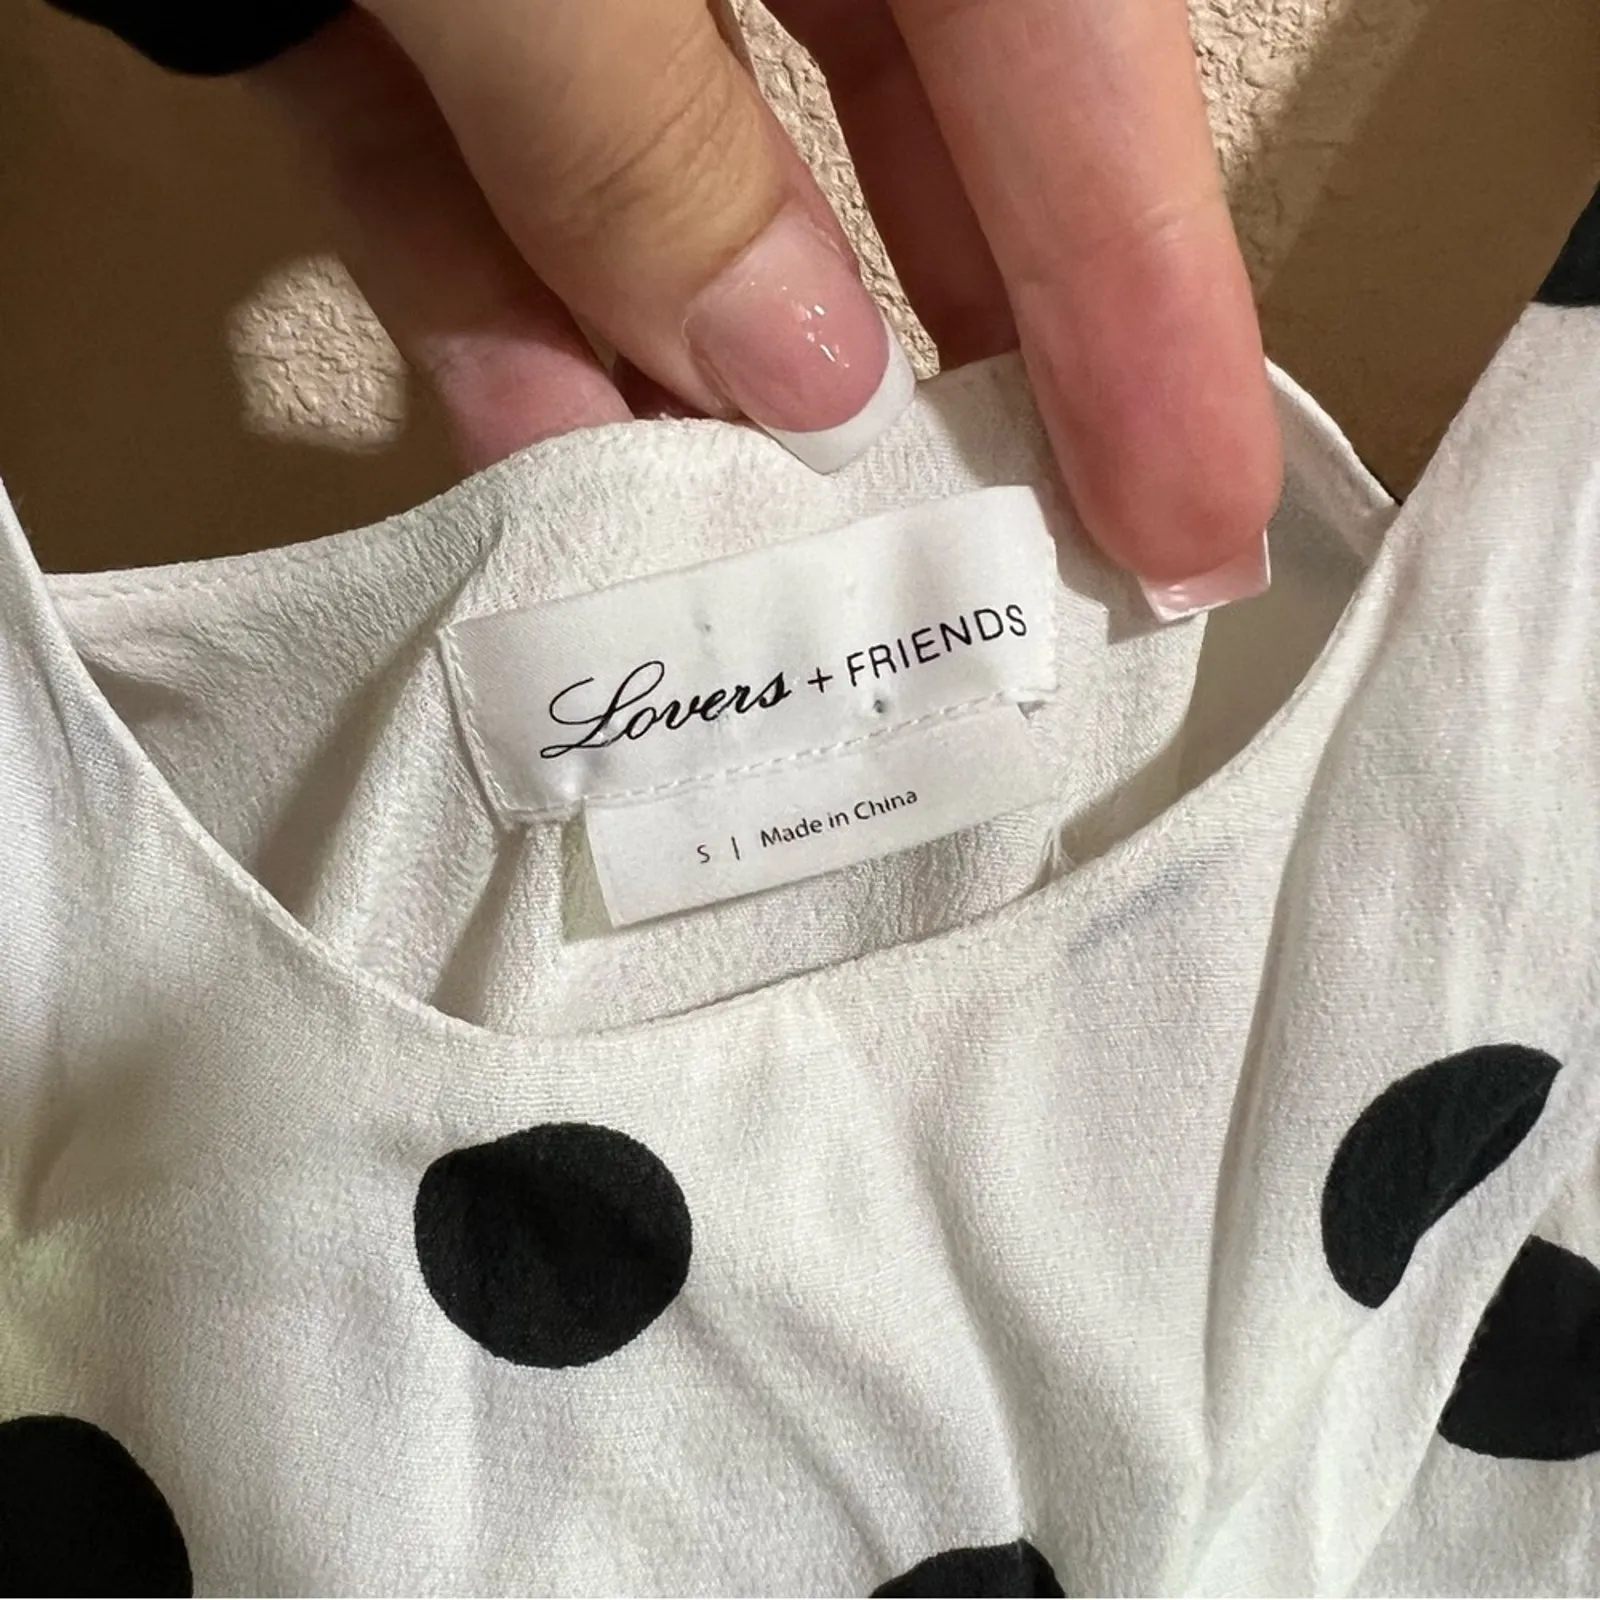 Lovers + FRIENDS
S | Made in China